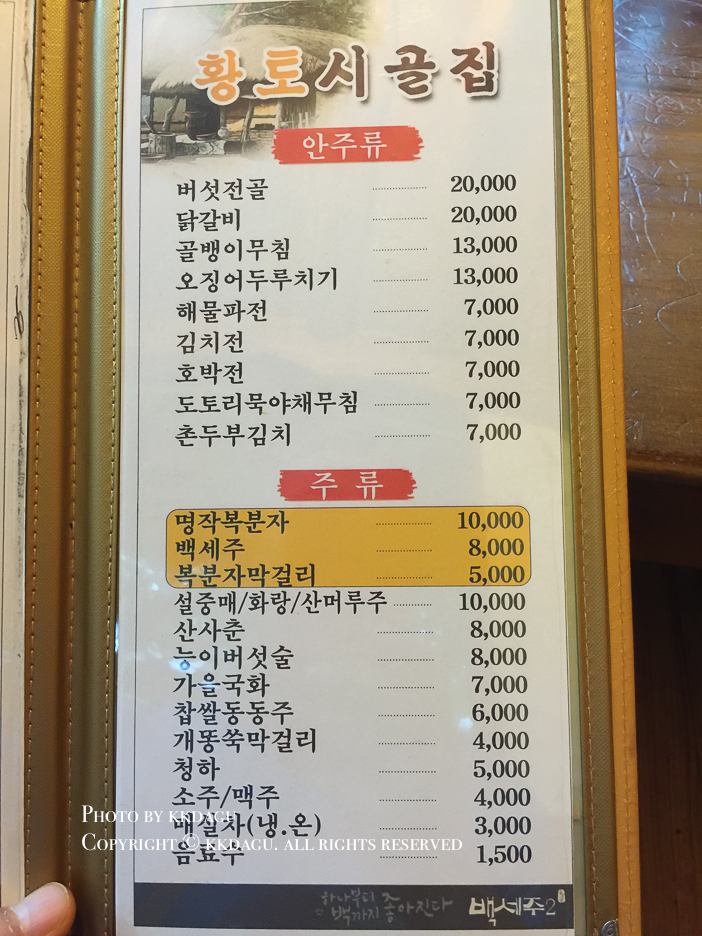 황토시골집
안주류
버섯전골 20,000
닭갈비 20,000
골뱅이무침 13,000
오징어두루치기 13,000
해물파전 7,000
김치전 7,000
호박전 7,000
도토리묵야채무침 7,000
촌두부김치 7,000
주류
명작복분자 10,000
백세주 8,000
복분자막걸리 5,000
설중매/화랑/산머루주 10,000
산사춘 8,000
능이버섯술 8,000
가을국화 7,000
찹쌀동동주 6,000
개똥쑥막걸리 4,000
청하 5,000
소주/맥주 4,000
매실차(냉.온) 3,000
음료수 1,500
Photo by kkdagu
Copyright © kkdagu. all rights reserved
하나부터
백까지 좋아진다 백세주